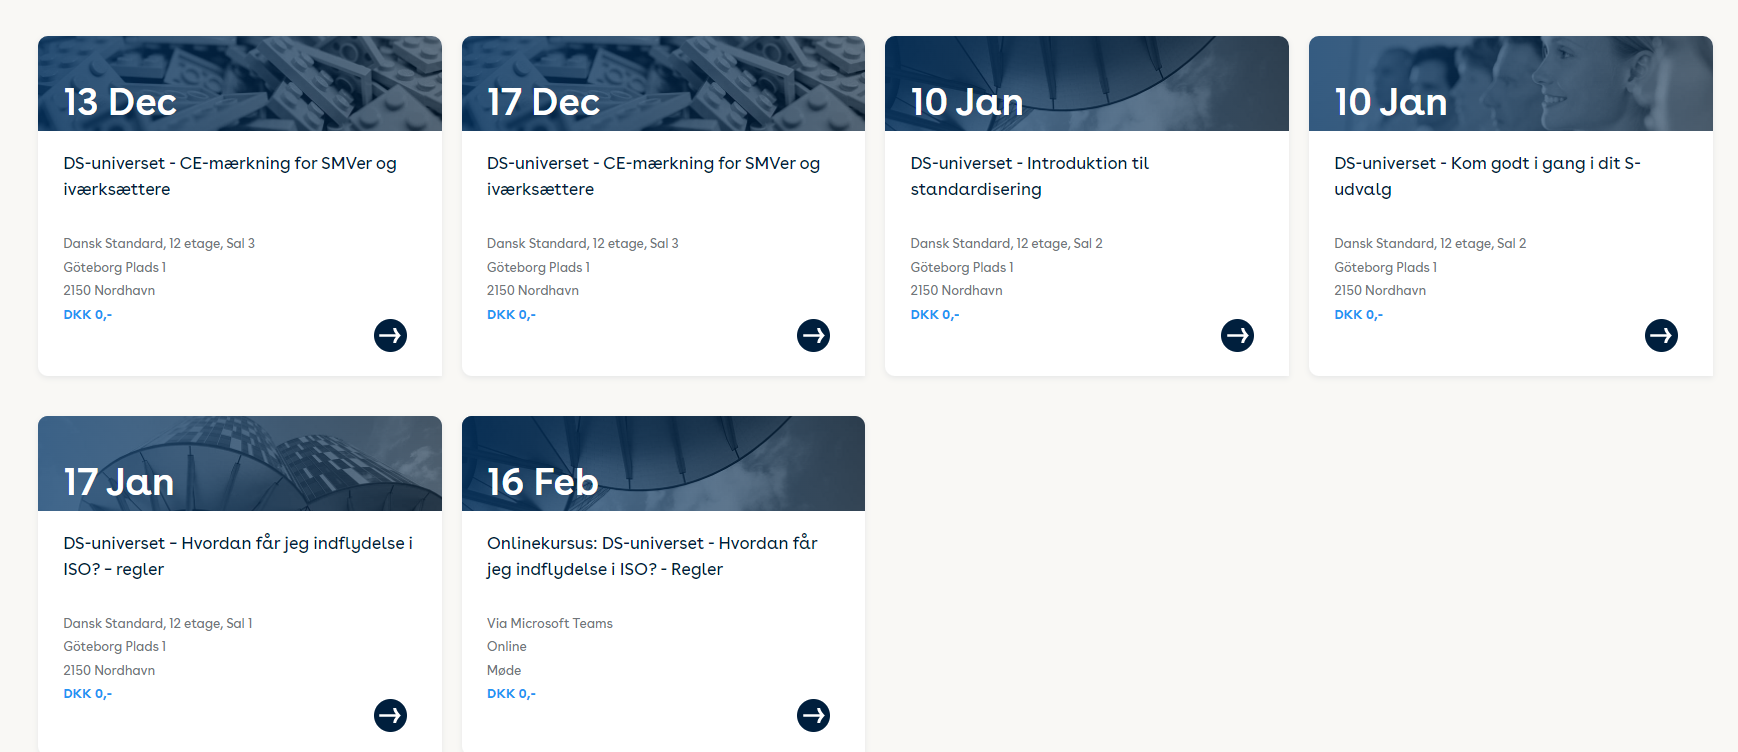 13 Dec
DS-universet - CE-mærkning for SMVer og
iværksættere
Dansk Standard, 12 etage, Sal 3
Göteborg Plads 1
2150 Nordhavn
DKK 0,-
17 Dec
DS-universet - CE-mærkning for SMVer og
iværksættere
Dansk Standard, 12 etage, Sal 3
Göteborg Plads 1
2150 Nordhavn
DKK 0,-
10 Jan
DS-universet - Introduktion til
standardisering
Dansk Standard, 12 etage, Sal 2
Göteborg Plads 1
2150 Nordhavn
DKK 0,-
10 Jan
DS-universet - Kom godt i gang i dit S-
udvalg
Dansk Standard, 12 etage, Sal 2
Göteborg Plads 1
2150 Nordhavn
DKK 0,-
17 Jan
DS-universet – Hvordan får jeg indflydelse i
ISO? – regler
Dansk Standard, 12 etage, Sal 1
Göteborg Plads 1
2150 Nordhavn
DKK 0,-
16 Feb
Onlinekursus: DS-universet - Hvordan får
jeg indflydelse i ISO? - Regler
Via Microsoft Teams
Online
Møde
DKK 0,-